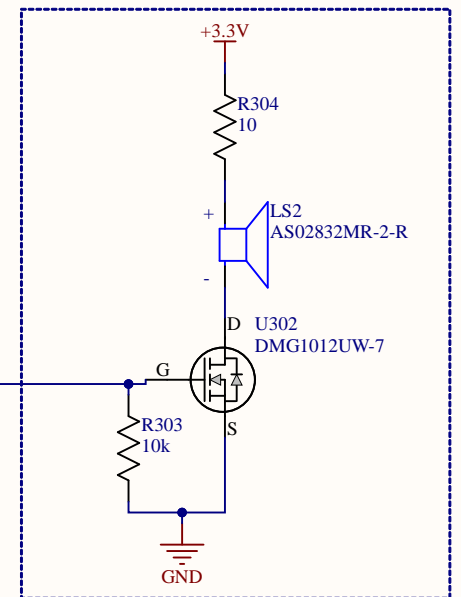 +3.3V
R304
10
+
LS2
AS02832MR-2-R
-
D
U302
DMG1012UW-7
G
S
R303
10k
GND